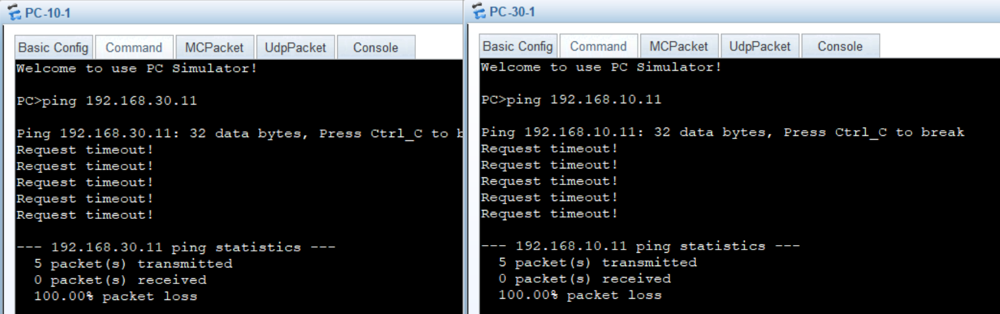 PC-10-1
Basic Config Command MCPacket UdpPacket Console
Welcome to use PC Simulator!
PC>ping 192.168.30.11
Ping 192.168.30.11: 32 data bytes, Press Ctrl_C to b
Request timeout!
Request timeout!
Request timeout!
Request timeout!
Request timeout!
--- 192.168.30.11 ping statistics ---
5 packet(s) transmitted
0 packet(s) received
100.00% packet loss
PC-30-1
Basic Config Command MCPacket UdpPacket Console
Welcome to use PC Simulator!
PC>ping 192.168.10.11
Ping 192.168.10.11: 32 data bytes, Press Ctrl_C to break
Request timeout!
Request timeout!
Request timeout!
Request timeout!
Request timeout!
--- 192.168.10.11 ping statistics ---
5 packet(s) transmitted
0 packet(s) received
100.00% packet loss